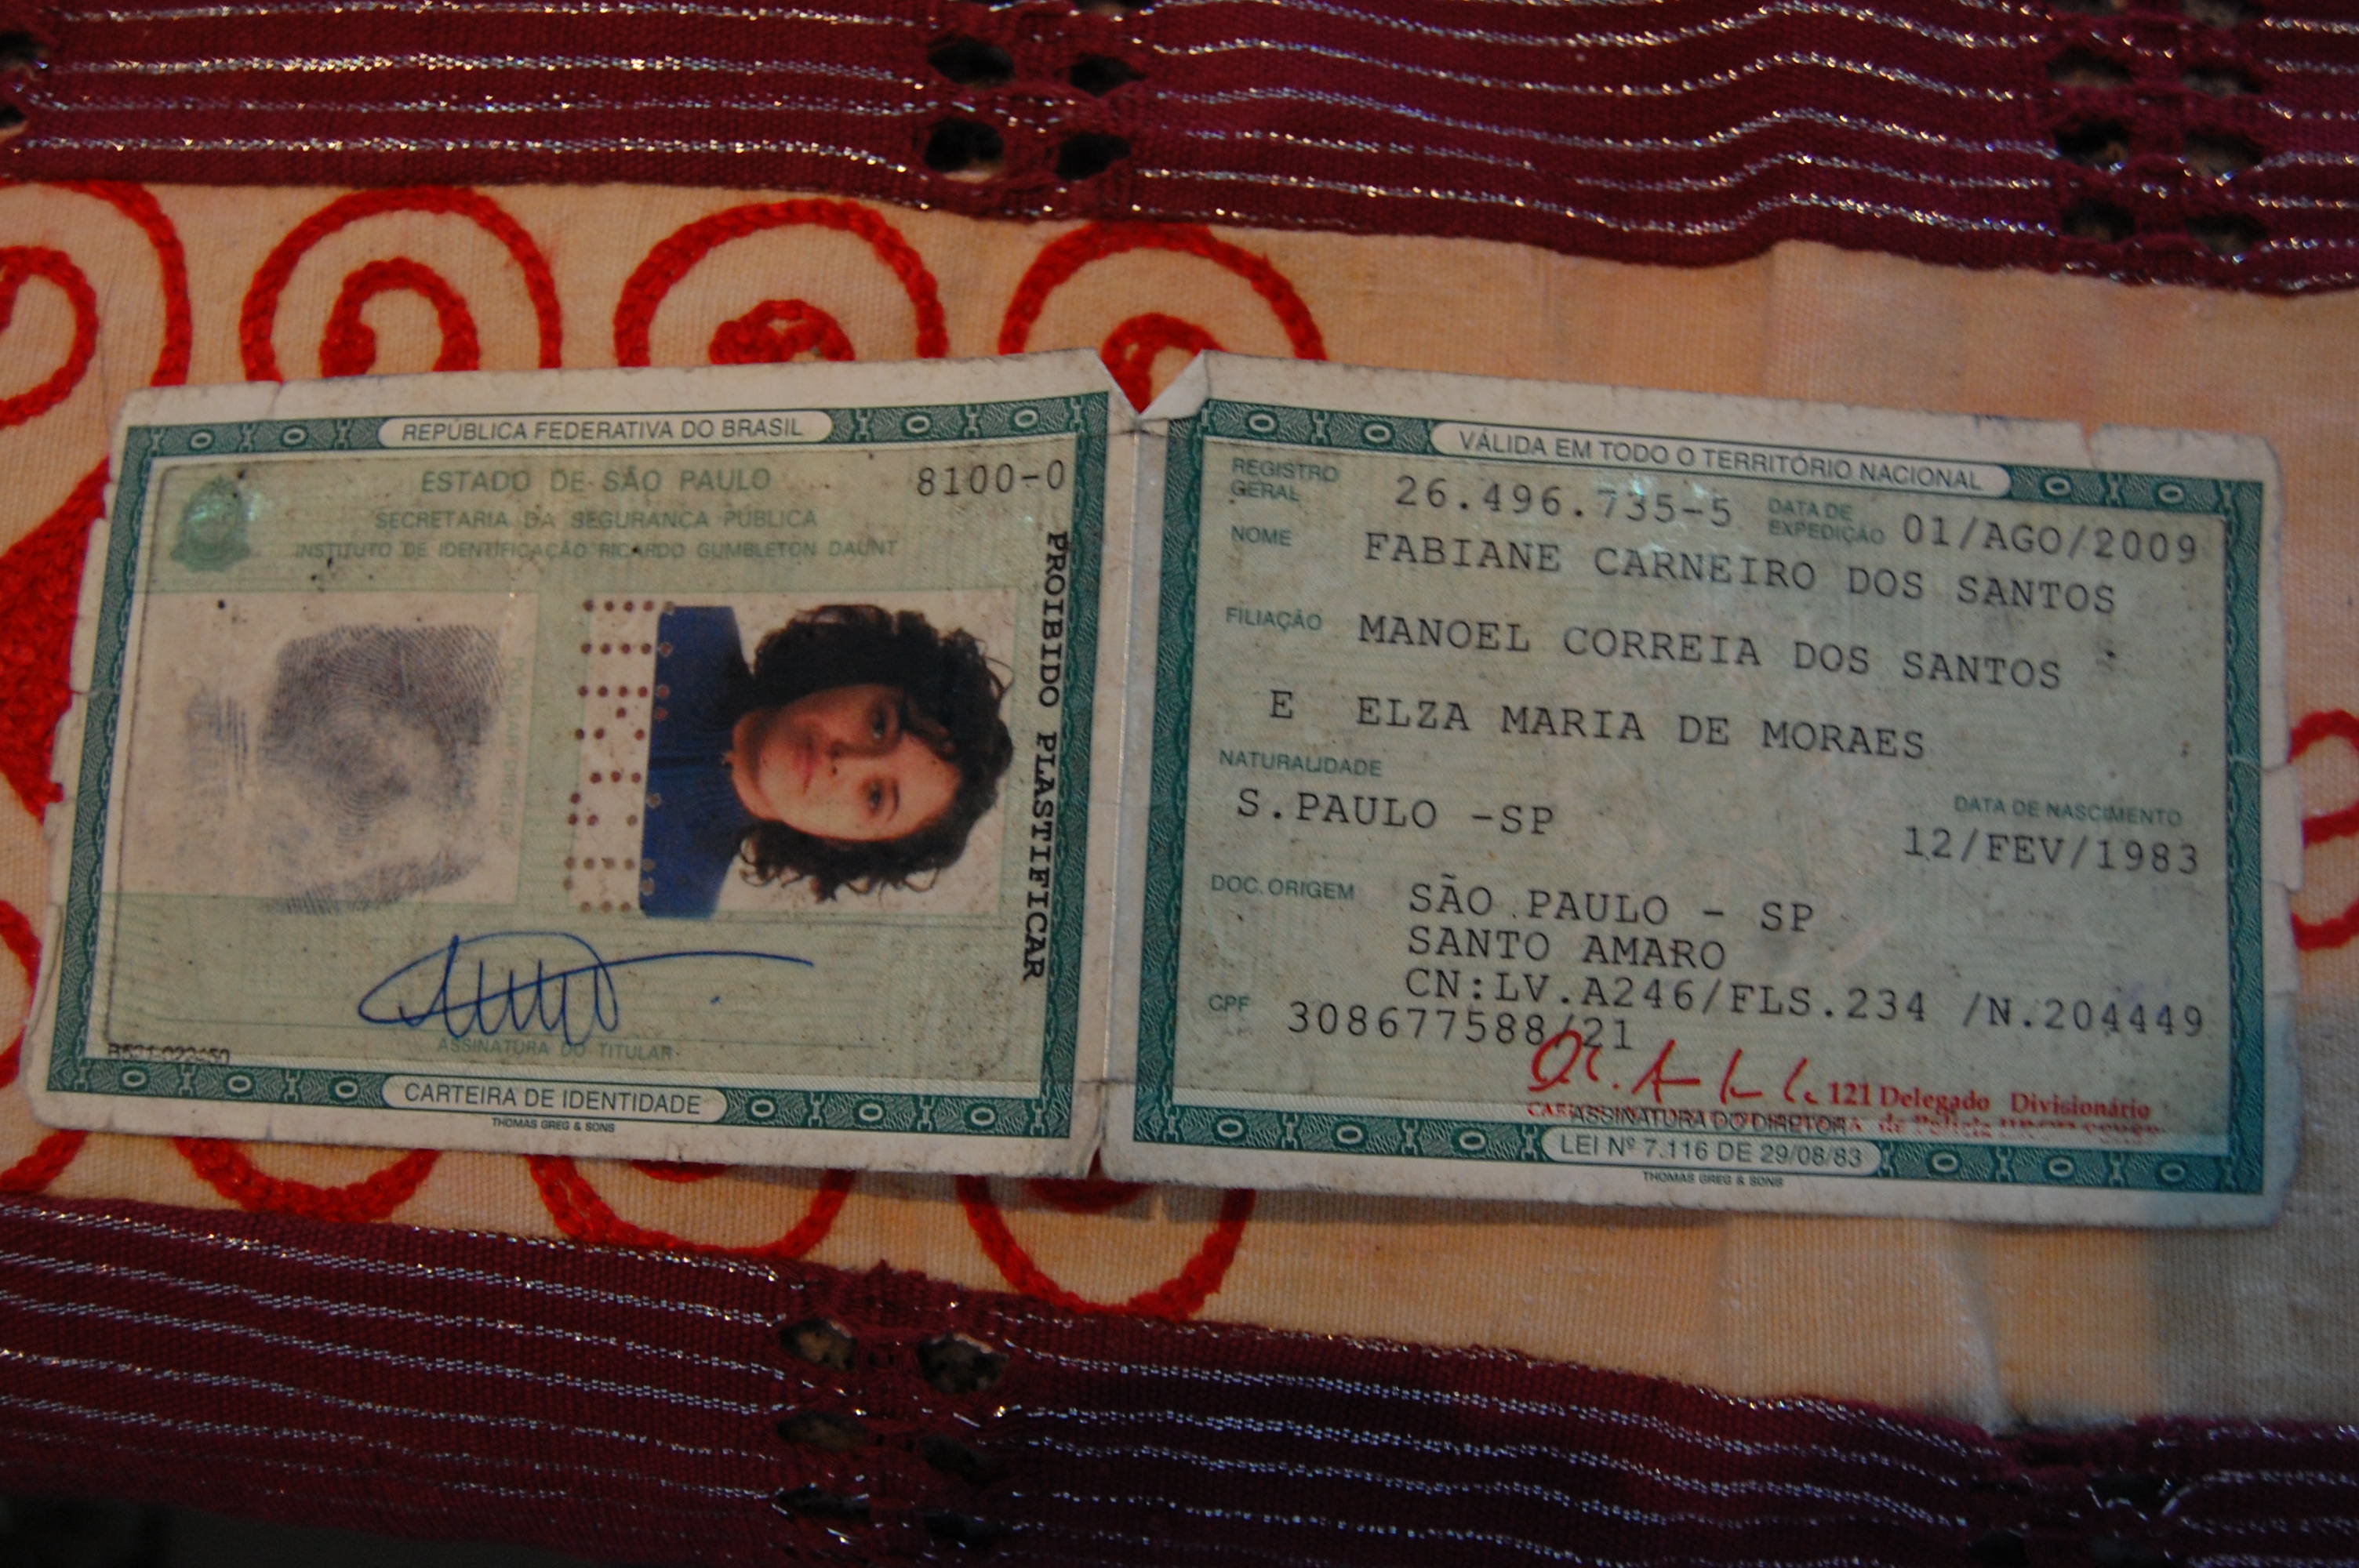 REPÚBLICA FEDERATIVA DO BRASIL
ESTADO DE SÃO PAULO
8100-0
SECRETARIA DA SEGURANÇA PÚBLICA
INSTITUTO DE IDENTIFICAÇÃO RICARDO GUMBLETON DAUNT
PROIBIDO PLASTIFICAR
POLEGAR DIREITO
ASSINATURA DO TITULAR
CARTEIRA DE IDENTIDADE
THOMAS GREG & SONS
VÁLIDA EM TODO O TERRITÓRIO NACIONAL
REGISTRO GERAL 26.496.735-5 DATA DE EXPEDIÇÃO 01/AGO/2009
NOME FABIANE CARNEIRO DOS SANTOS
FILIAÇÃO MANOEL CORREIA DOS SANTOS
E ELZA MARIA DE MORAES
NATURALIDADE
S.PAULO -SP
DATA DE NASCIMENTO
12/FEV/1983
DOC. ORIGEM SÃO PAULO - SP
SANTO AMARO
CN:LV.A246/FLS.234 /N.204449
CPF 308677588/21
121 Delegado Divisionário
ASSINATURA DO DIRETOR
de Polícia
LEI Nº 7.116 DE 29/08/83
THOMAS GREG & SONS